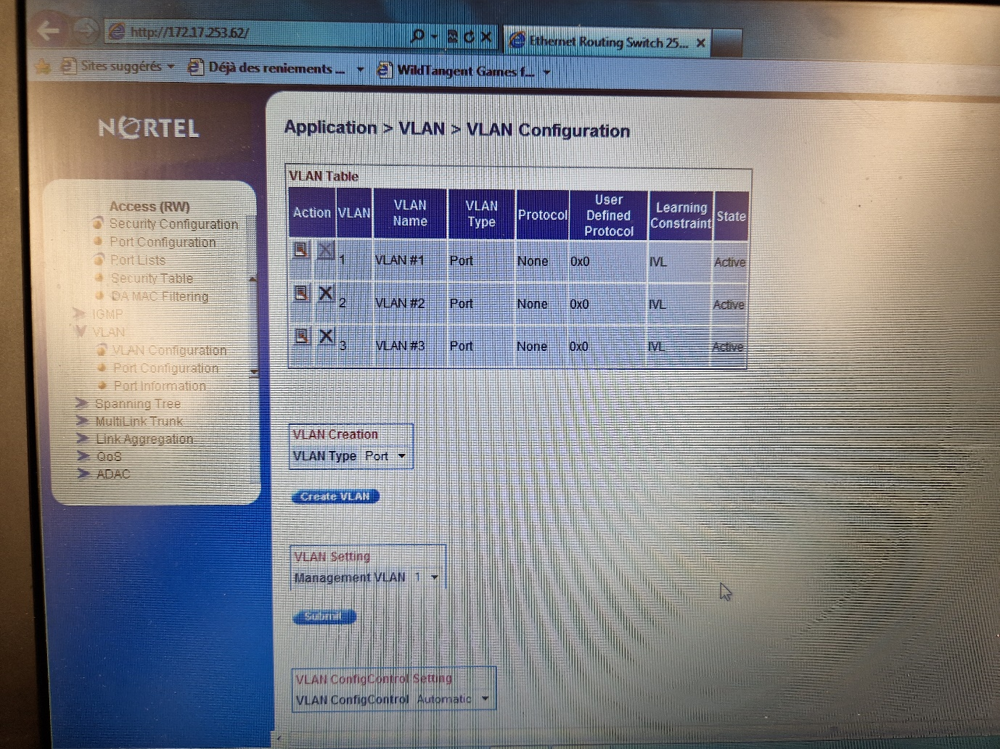 http://172.17.253.62/
Ethernet Routing Switch 25...
Sites suggérés
Déjà des reniements ...
WildTangent Games f...
NORTEL
Access (RW)
Security Configuration
Port Configuration
Port Lists
Security Table
DA MAC Filtering
IGMP
VLAN
VLAN Configuration
Port Configuration
Port Information
Spanning Tree
MultiLink Trunk
Link Aggregation
QoS
ADAC
Application > VLAN > VLAN Configuration
VLAN Table
Action VLAN VLAN Name VLAN Type Protocol User Defined Protocol Learning Constraint State
1 VLAN #1 Port None 0x0 IVL Active
2 VLAN #2 Port None 0x0 IVL Active
3 VLAN #3 Port None 0x0 IVL Active
VLAN Creation
VLAN Type Port
Create VLAN
VLAN Setting
Management VLAN 1
Submit
VLAN ConfigControl Setting
VLAN ConfigControl Automatic